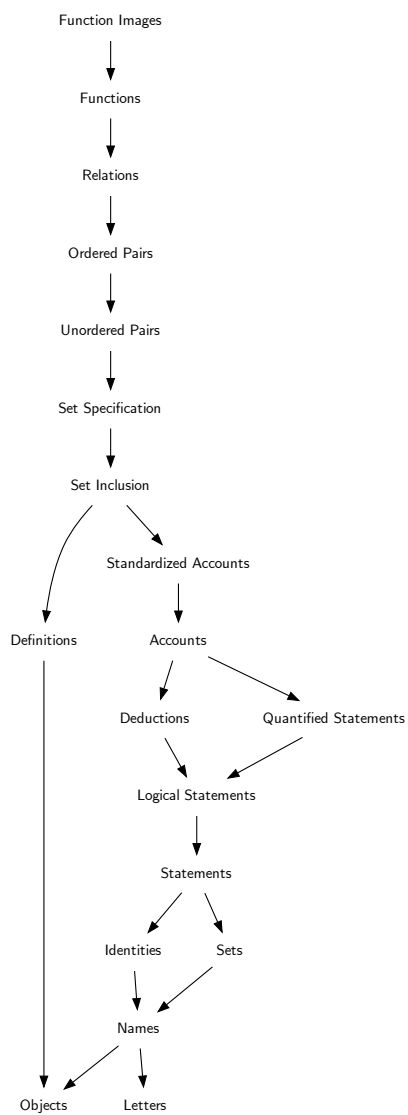 Function Images
Functions
Relations
Ordered Pairs
Unordered Pairs
Set Specification
Set Inclusion
Standardized Accounts
Definitions
Accounts
Deductions
Quantified Statements
Logical Statements
Statements
Identities
Sets
Names
Objects
Letters